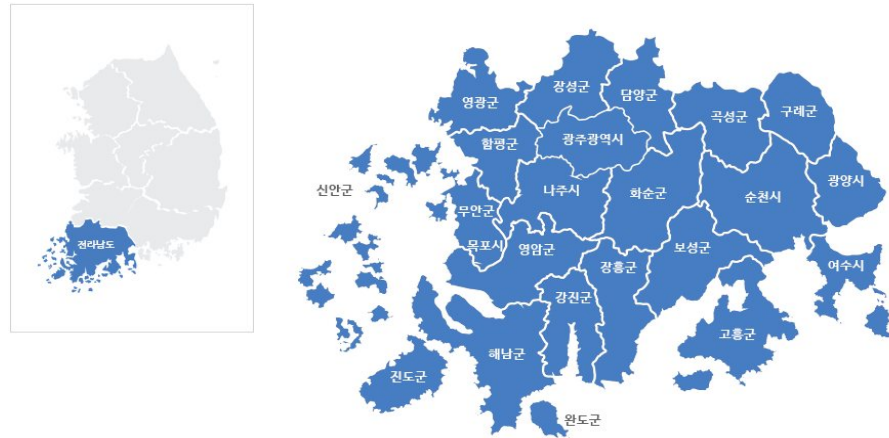 전라남도
영광군
장성군
담양군
곡성군
구례군
함평군
광주광역시
신안군
무안군
나주시
화순군
순천시
광양시
목포시
영암군
장흥군
보성군
여수시
강진군
고흥군
해남군
진도군
완도군